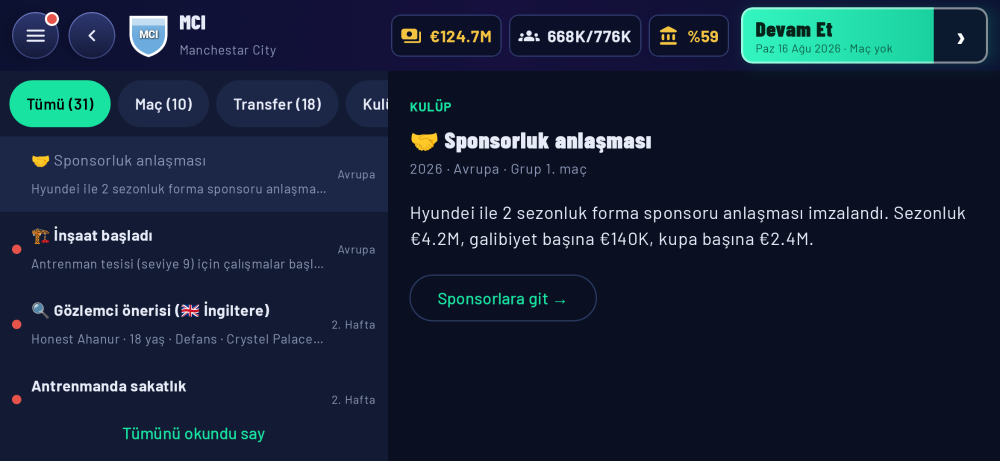 MCI
MCI
Manchestar City
€124.7M
668K/776K
%59
Devam Et
Paz 16 Ağu 2026 · Maç yok
Tümü (31)
Maç (10)
Transfer (18)
Sponsorluk anlaşması
Avrupa
Hyundei ile 2 sezonluk forma sponsoru anlaşma...
İnşaat başladı
Avrupa
Antrenman tesisi (seviye 9) için çalışmalar başl...
Gözlemci önerisi (🇬🇧 İngiltere)
2. Hafta
Honest Ahanur · 18 yaş · Defans · Crystel Palace...
Antrenmanda sakatlık
2. Hafta
Tümünü okundu say
KULÜP
Sponsorluk anlaşması
2026 · Avrupa · Grup 1. maç
Hyundei ile 2 sezonluk forma sponsoru anlaşması imzalandı. Sezonluk
€4.2M, galibiyet başına €140K, kupa başına €2.4M.
Sponsorlara git →